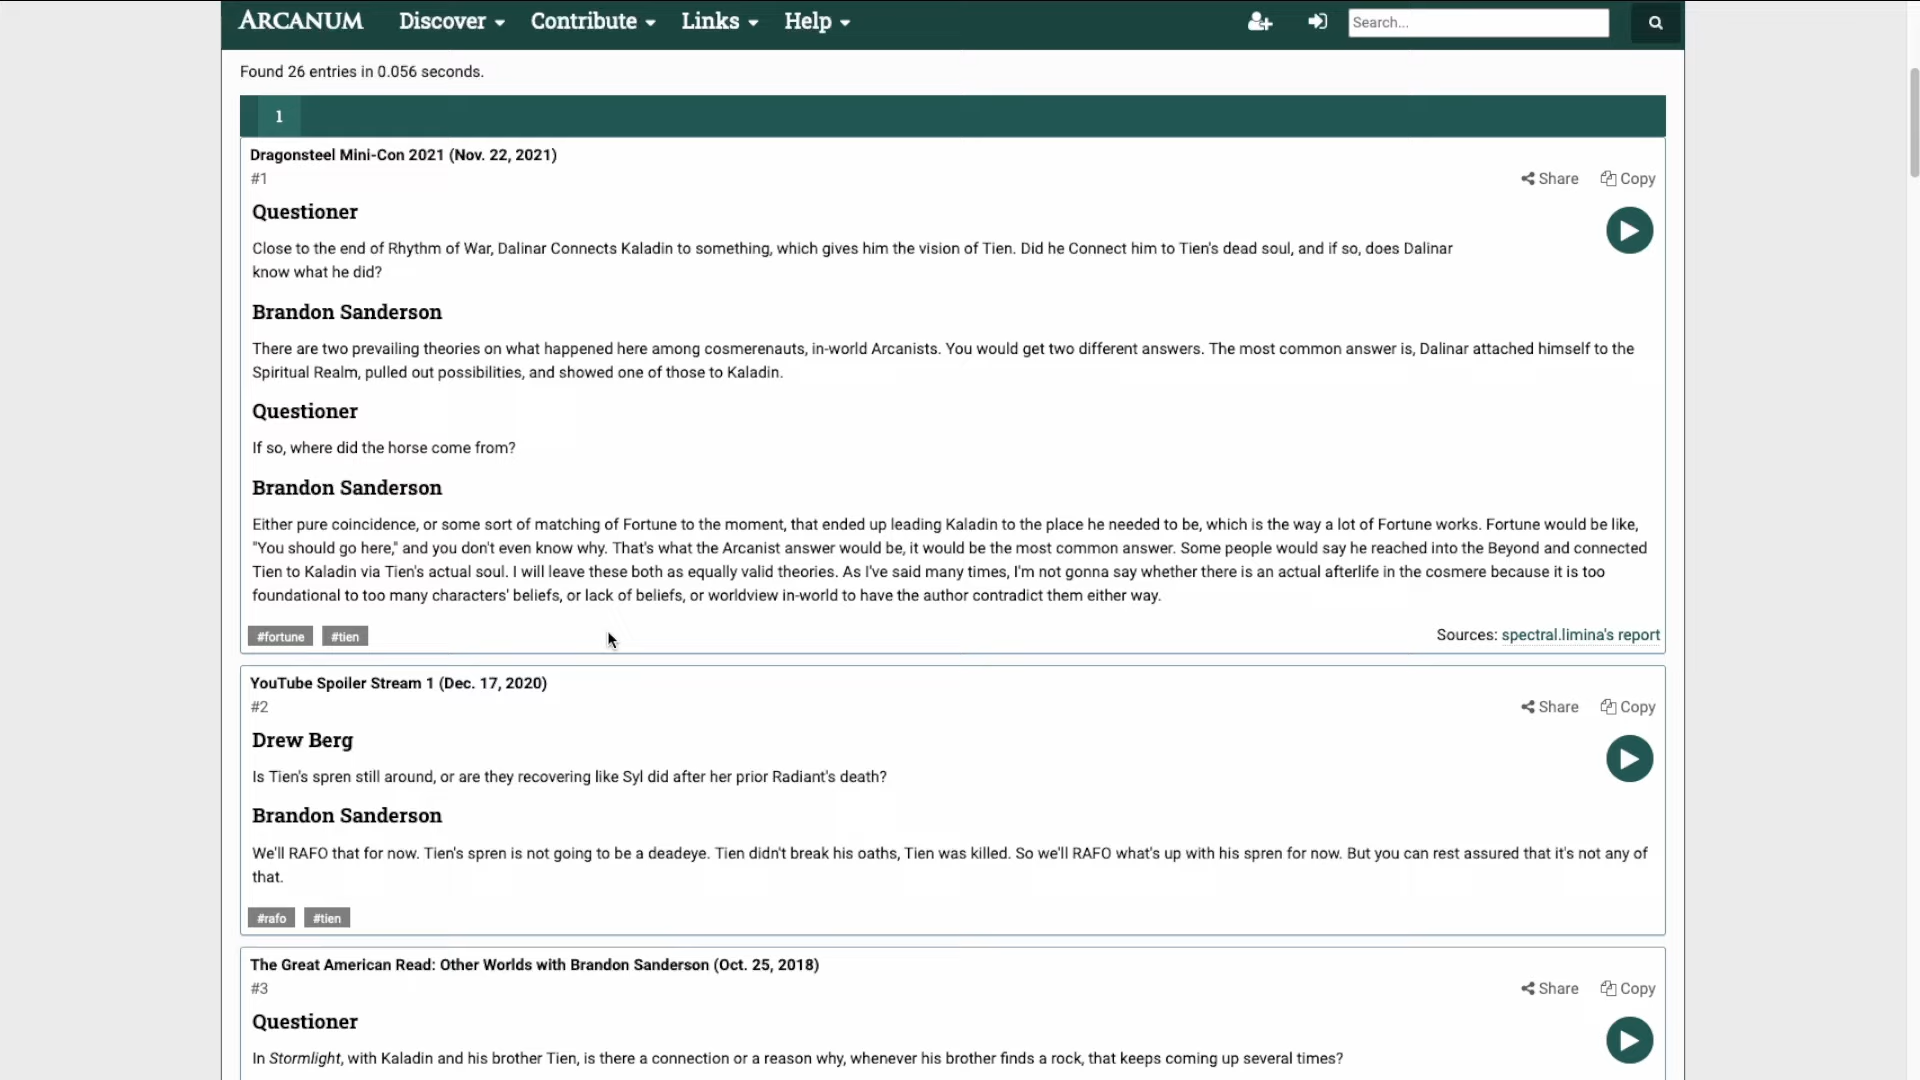 ARCANUM Discover Contribute Links Help Search...
Found 26 entries in 0.056 seconds.
1
Dragonsteel Mini-Con 2021 (Nov. 22, 2021)
#1 Share Copy
Questioner
Close to the end of Rhythm of War, Dalinar Connects Kaladin to something, which gives him the vision of Tien. Did he Connect him to Tien's dead soul, and if so, does Dalinar
know what he did?
Brandon Sanderson
There are two prevailing theories on what happened here among cosmerenauts, in-world Arcanists. You would get two different answers. The most common answer is, Dalinar attached himself to the
Spiritual Realm, pulled out possibilities, and showed one of those to Kaladin.
Questioner
If so, where did the horse come from?
Brandon Sanderson
Either pure coincidence, or some sort of matching of Fortune to the moment, that ended up leading Kaladin to the place he needed to be, which is the way a lot of Fortune works. Fortune would be like,
"You should go here," and you don't even know why. That's what the Arcanist answer would be, it would be the most common answer. Some people would say he reached into the Beyond and connected
Tien to Kaladin via Tien's actual soul. I will leave these both as equally valid theories. As I've said many times, I'm not gonna say whether there is an actual afterlife in the cosmere because it is too
foundational to too many characters' beliefs, or lack of beliefs, or worldview in-world to have the author contradict them either way.
#fortune #tien Sources: spectral.limina's report
YouTube Spoiler Stream 1 (Dec. 17, 2020)
#2 Share Copy
Drew Berg
Is Tien's spren still around, or are they recovering like Syl did after her prior Radiant's death?
Brandon Sanderson
We'll RAFO that for now. Tien's spren is not going to be a deadeye. Tien didn't break his oaths, Tien was killed. So we'll RAFO what's up with his spren for now. But you can rest assured that it's not any of
that.
#rafo #tien
The Great American Read: Other Worlds with Brandon Sanderson (Oct. 25, 2018)
#3 Share Copy
Questioner
In Stormlight, with Kaladin and his brother Tien, is there a connection or a reason why, whenever his brother finds a rock, that keeps coming up several times?